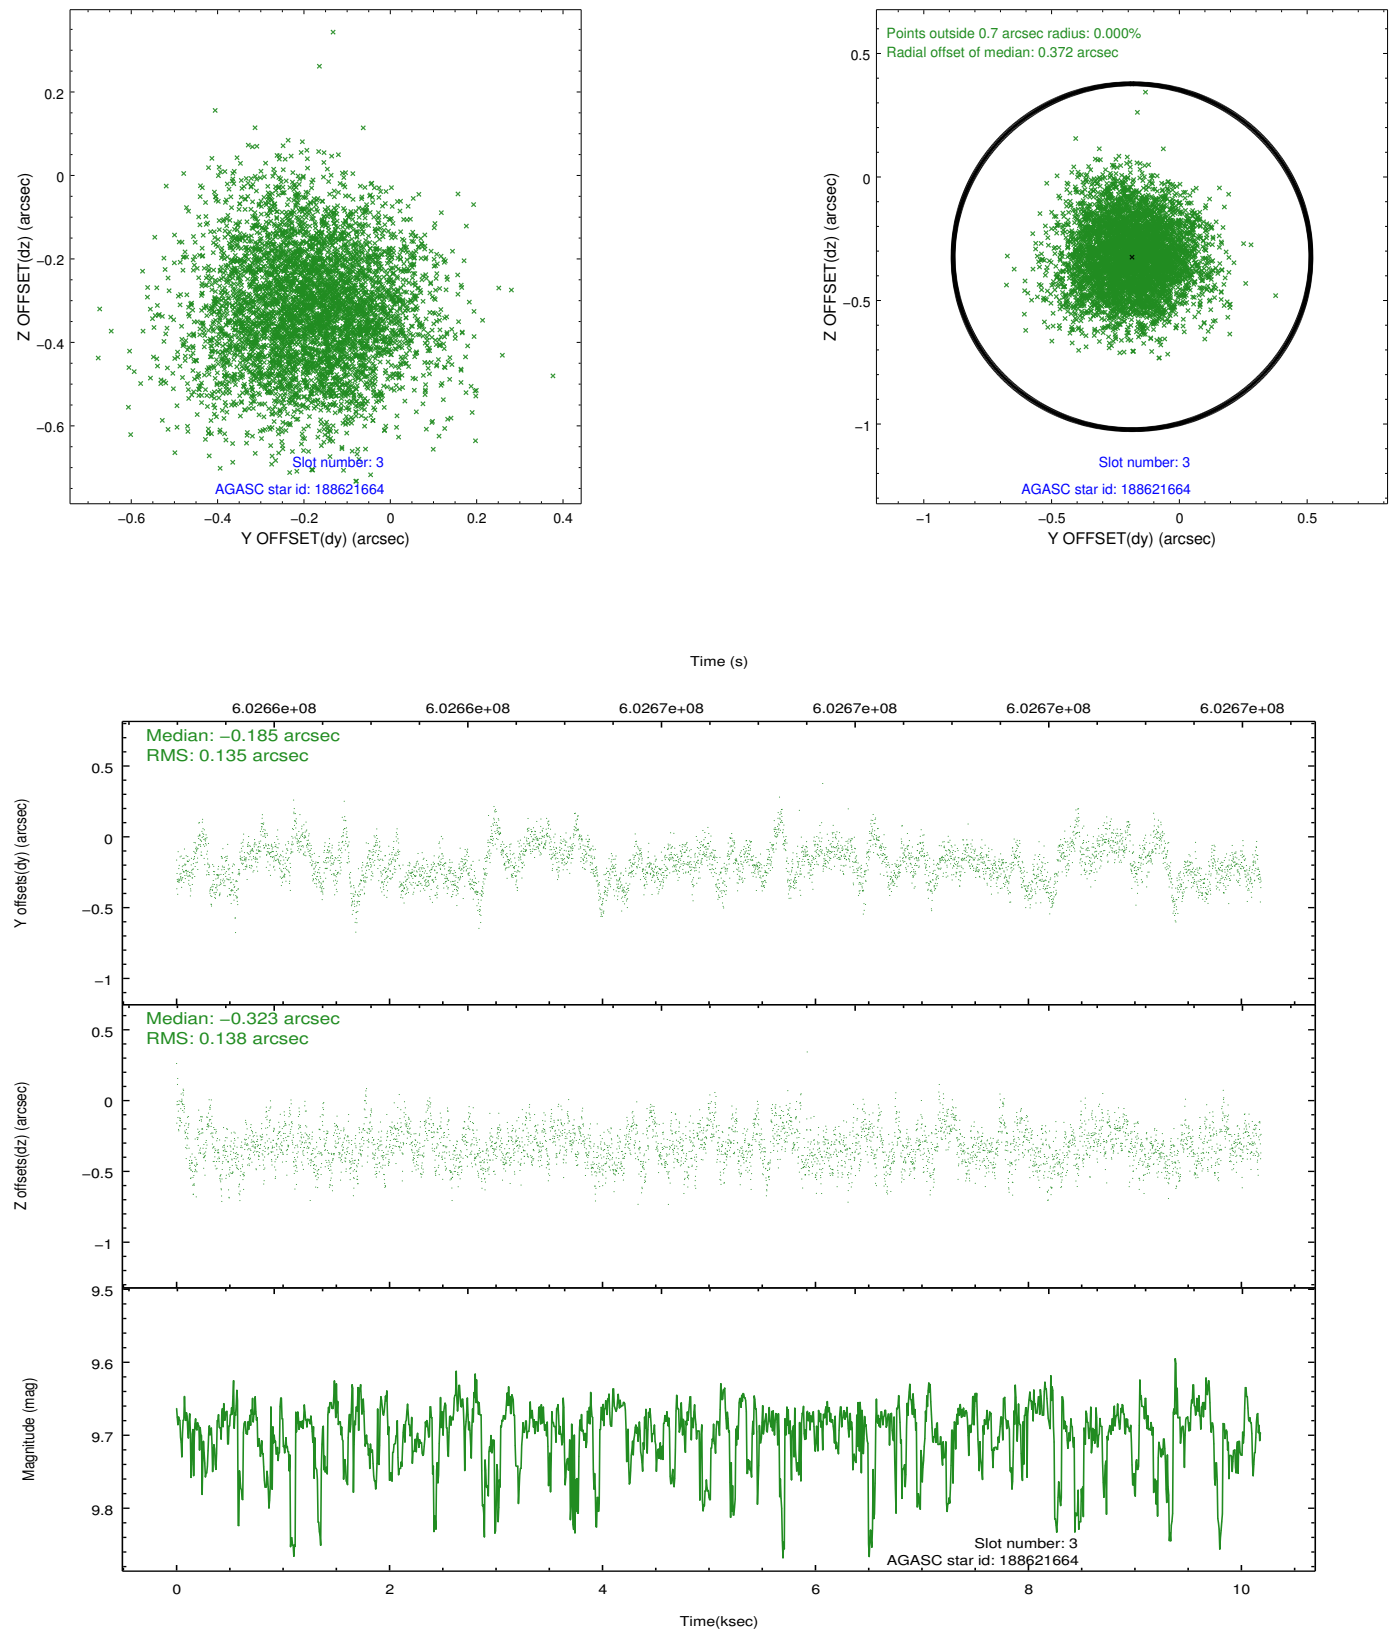 0.2
0
−0.2
−0.4
−0.6
Z OFFSET(dz) (arcsec)
Slot number: 3
AGASC star id: 188621664
−0.6 −0.4 −0.2 0 0.2 0.4
Y OFFSET(dy) (arcsec)
Points outside 0.7 arcsec radius: 0.000%
Radial offset of median: 0.372 arcsec
0.5
0
−0.5
−1
Z OFFSET(dz) (arcsec)
Slot number: 3
AGASC star id: 188621664
−1 −0.5 0 0.5
Y OFFSET(dy) (arcsec)
Time (s)
6.0266e+08 6.0266e+08 6.0267e+08 6.0267e+08 6.0267e+08 6.0267e+08
Median: −0.185 arcsec
RMS: 0.135 arcsec
0.5
0
−0.5
−1
Y offsets(dy) (arcsec)
Median: −0.323 arcsec
RMS: 0.138 arcsec
0.5
0
−0.5
−1
Z offsets(dz) (arcsec)
9.5
9.6
9.7
9.8
Magnitude (mag)
Slot number: 3
AGASC star id: 188621664
0 2 4 6 8 10
Time(ksec)